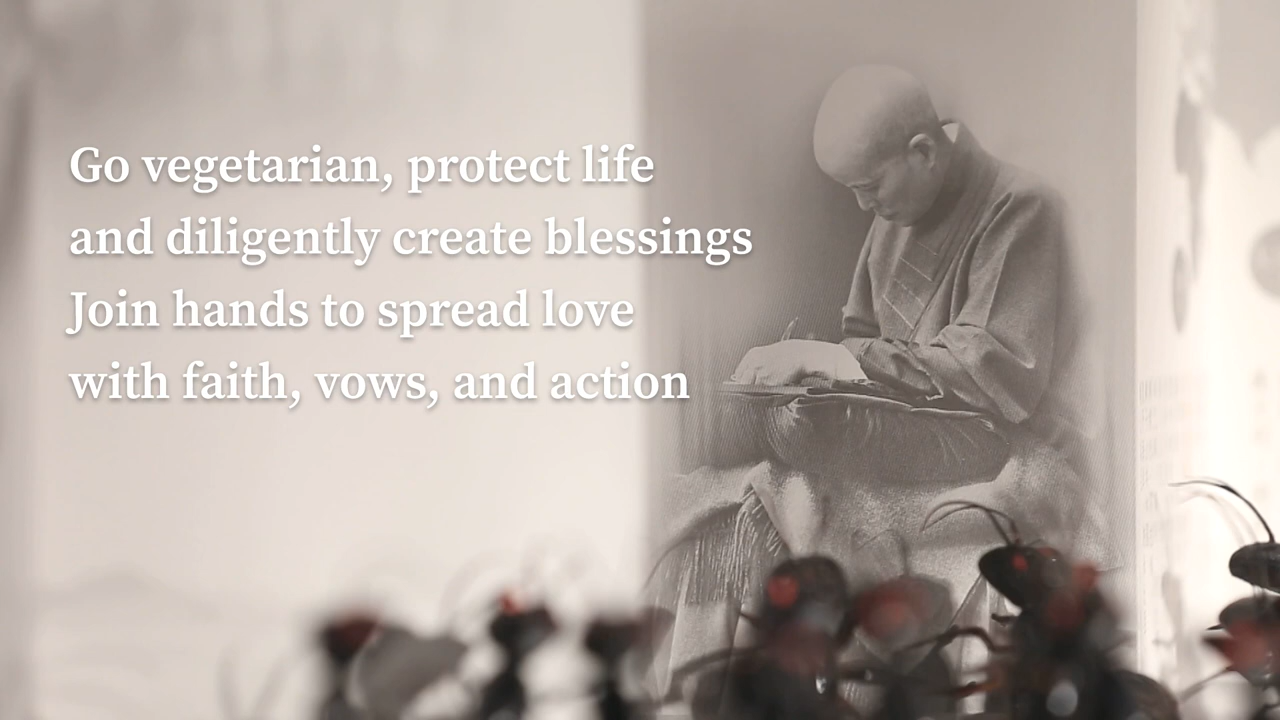 Go vegetarian, protect life
and diligently create blessings
Join hands to spread love
with faith, vows, and action